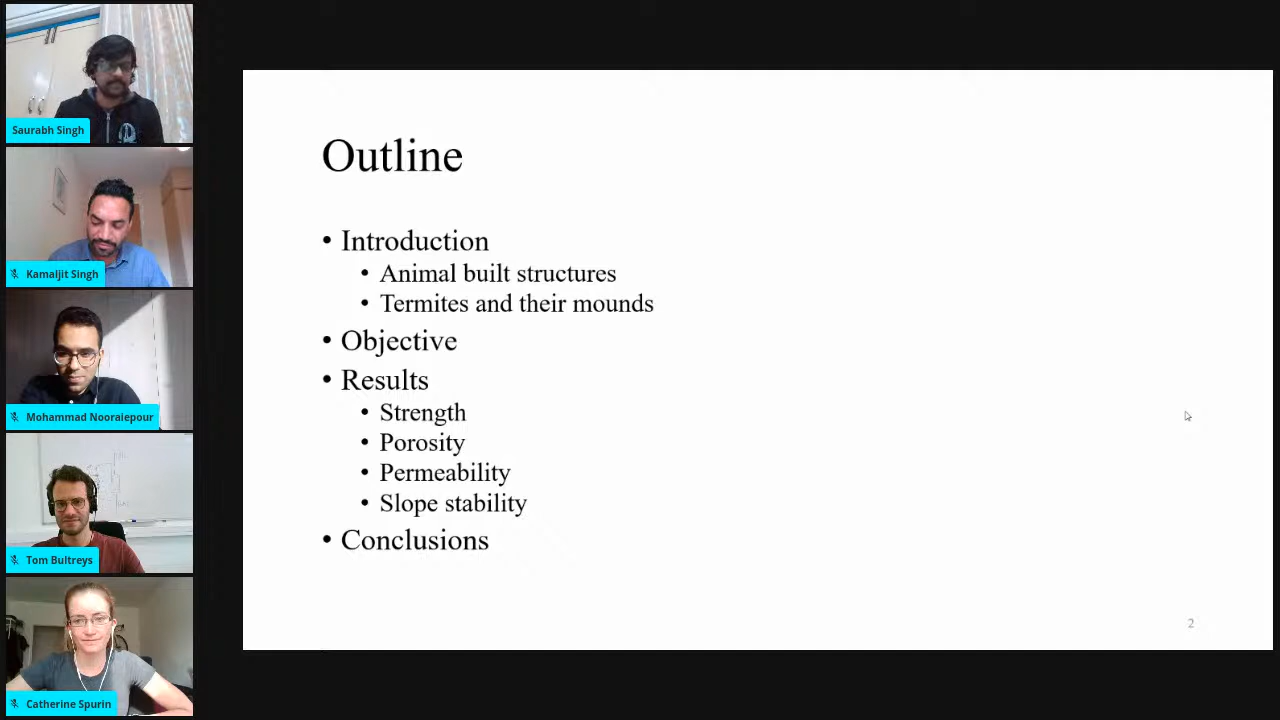 Saurabh Singh
Kamaljit Singh
Mohammad Nooraiepour
Tom Bultreys
Catherine Spurin
Outline
• Introduction
• Animal built structures
• Termites and their mounds
• Objective
• Results
• Strength
• Porosity
• Permeability
• Slope stability
• Conclusions
2